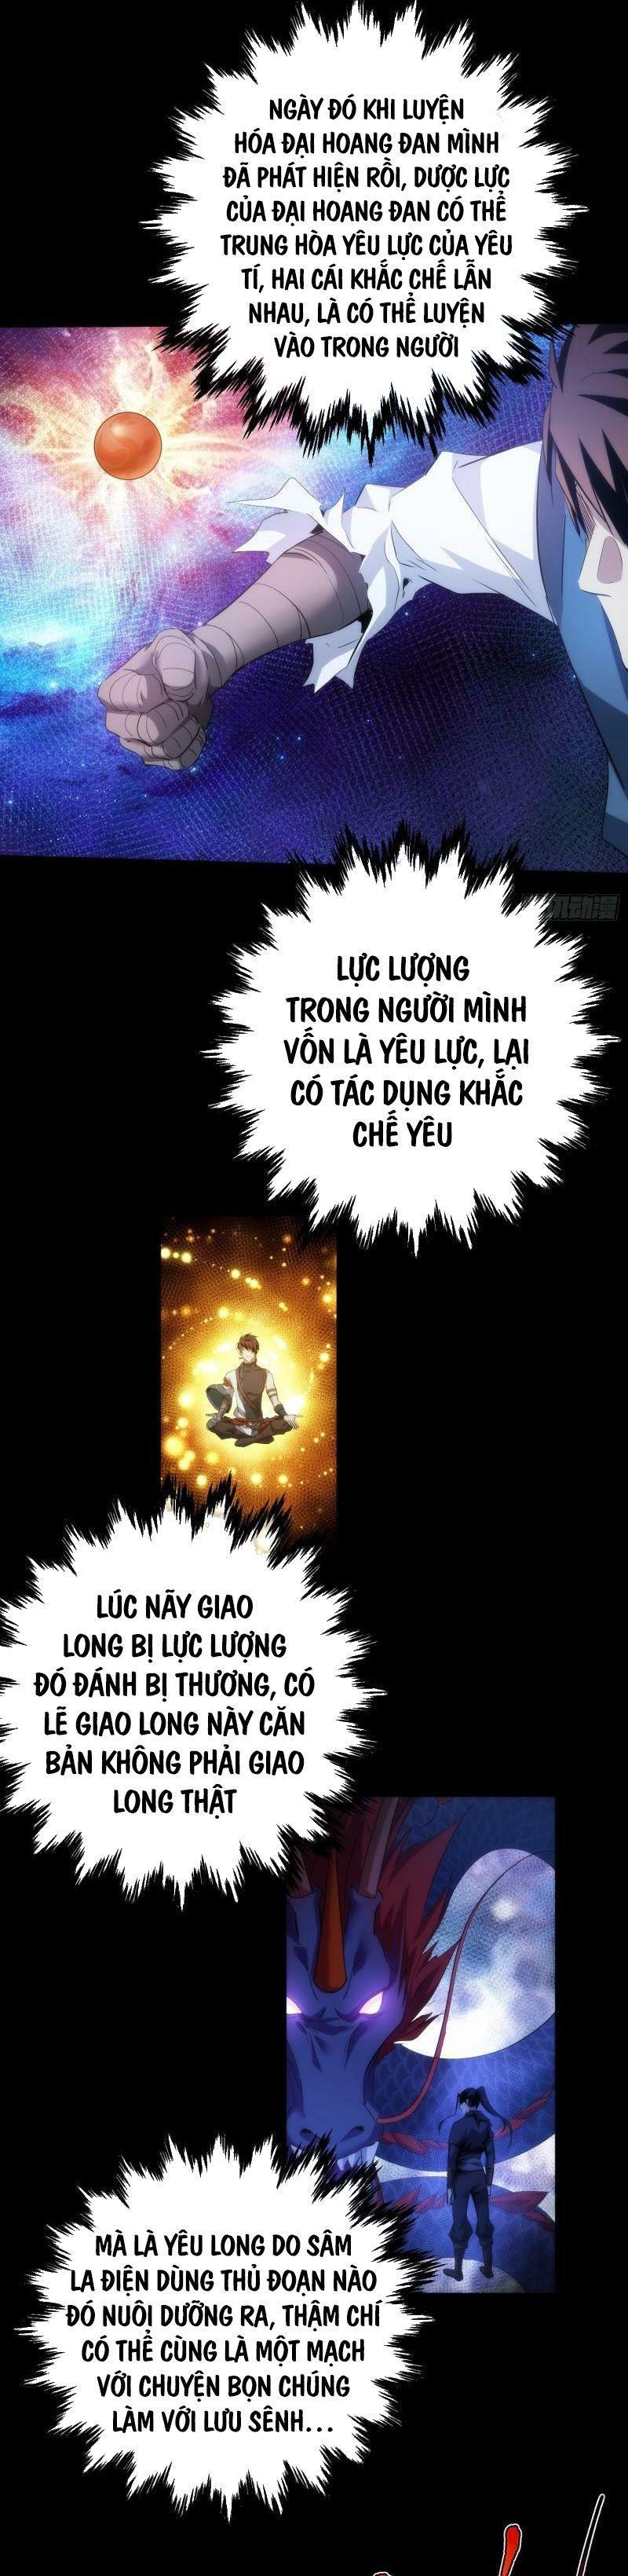 NGÀY ĐÓ KHI LUYỆN
HÓA ĐẠI HOANG ĐAN MÌNH
ĐÃ PHÁT HIỆN RỒI, DƯỢC LỰC
CỦA ĐẠI HOANG ĐAN CÓ THỂ
TRUNG HÒA YÊU LỰC CỦA YÊU
TÍ, HAI CÁI KHẮC CHẾ LẪN
NHAU, LÀ CÓ THỂ LUYỆN
VÀO TRONG NGƯỜI
动漫
LỰC LƯỢNG
TRONG NGƯỜI MÌNH
VỐN LÀ YÊU LỰC, LẠI
CÓ TÁC DỤNG KHẮC
CHẾ YÊU
LÚC NÃY GIAO
LONG BỊ LỰC LƯỢNG
ĐÓ ĐÁNH BỊ THƯƠNG, CÓ
LẼ GIAO LONG NÀY CĂN
BẢN KHÔNG PHẢI GIAO
LONG THẬT
MÀ LÀ YÊU LONG DO SÂM
LA ĐIỆN DÙNG THỦ ĐOẠN NÀO
ĐÓ NUÔI DƯỠNG RA, THẬM CHÍ
CÓ THỂ CÙNG LÀ MỘT MẠCH
VỚI CHUYỆN BỌN CHÚNG
LÀM VỚI LƯU SÊNH...